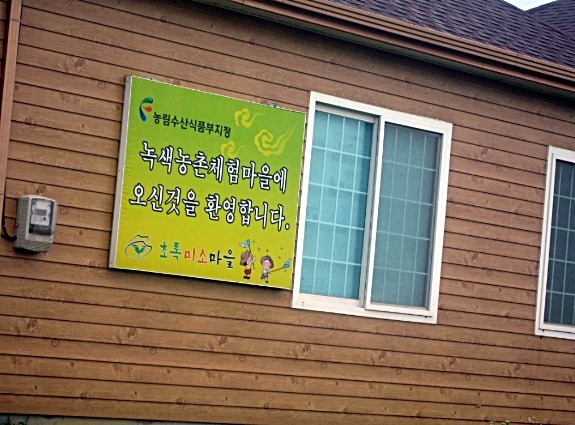 농림수산식품부지정
녹색농촌체험마을에
오신것을 환영합니다.
초록미소마을